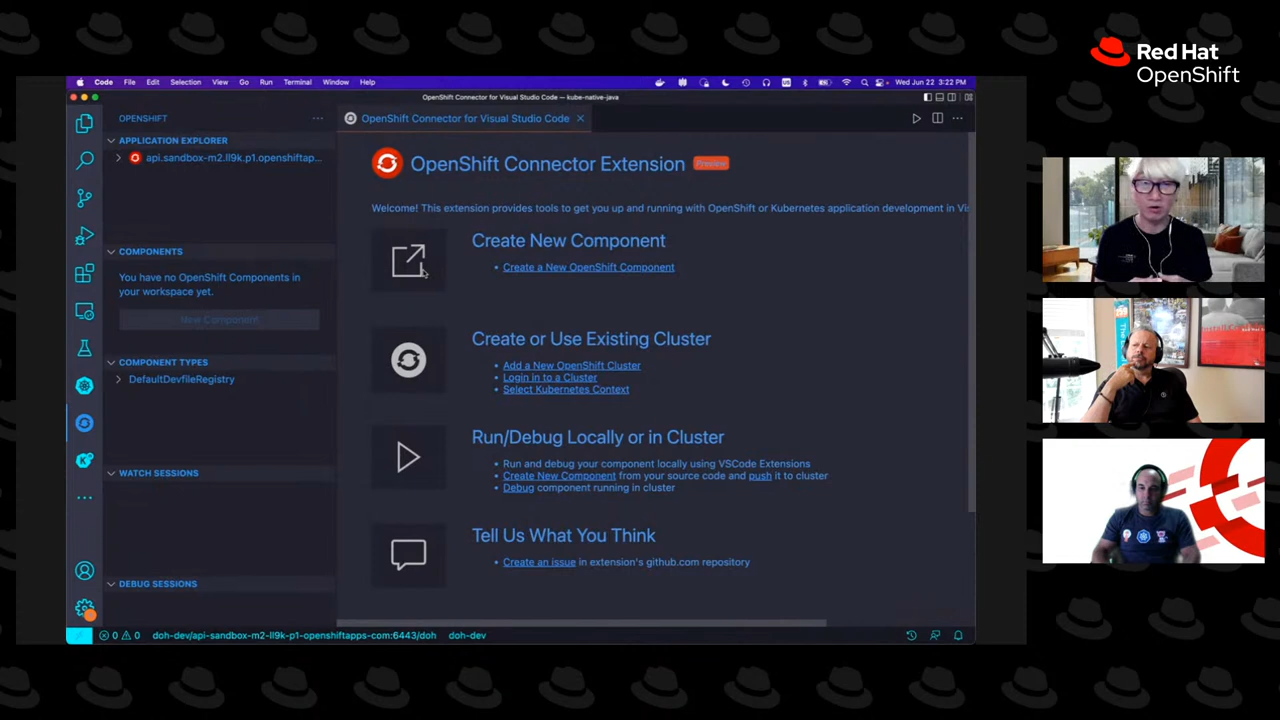 Red Hat
OpenShift
Code File Edit Selection View Go Run Terminal Window Help
Wed Jun 22 3:22 PM
OpenShift Connector for Visual Studio Code — kube-native-java
OPENSHIFT
OpenShift Connector for Visual Studio Code
APPLICATION EXPLORER
api.sandbox-m2.ll9k.p1.openshiftap...
OpenShift Connector Extension Preview
Welcome! This extension provides tools to get you up and running with OpenShift or Kubernetes application development in Vis
Create New Component
Create a New OpenShift Component
COMPONENTS
You have no OpenShift Components in
your workspace yet.
New Component
Create or Use Existing Cluster
Add a New OpenShift Cluster
Login in to a Cluster
Select Kubernetes Context
COMPONENT TYPES
DefaultDevfileRegistry
Run/Debug Locally or in Cluster
Run and debug your component locally using VSCode Extensions
Create New Component from your source code and push it to cluster
Debug component running in cluster
WATCH SESSIONS
Tell Us What You Think
Create an issue in extension's github.com repository
DEBUG SESSIONS
0 0 doh-dev/api-sandbox-m2-ll9k-p1-openshiftapps-com:6443/doh doh-dev